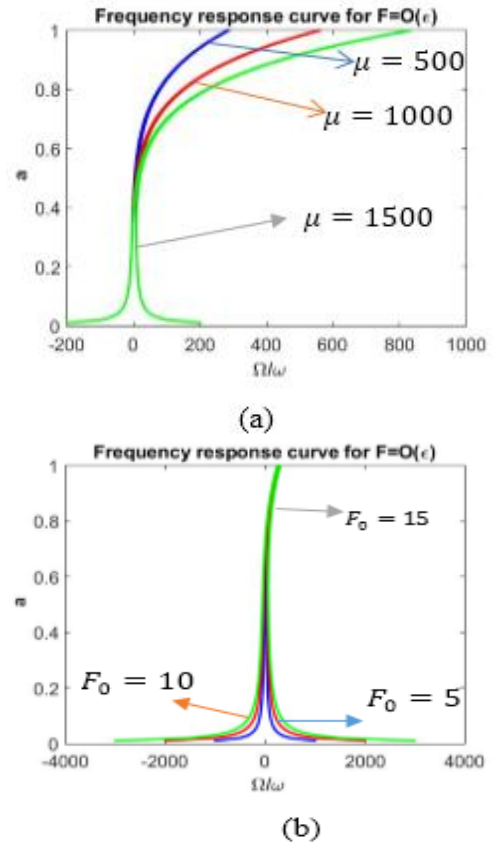 Frequency response curve for F=O(ϵ)
1
0.8
0.6
0.4
0.2
0
a
μ = 500
μ = 1000
μ = 1500
-200 0 200 400 600 800 1000
Ω/ω
(a)
Frequency response curve for F=O(ϵ)
1
0.8
0.6
0.4
0.2
0
a
F₀ = 15
F₀ = 10
F₀ = 5
-4000 -2000 0 2000 4000
Ω/ω
(b)